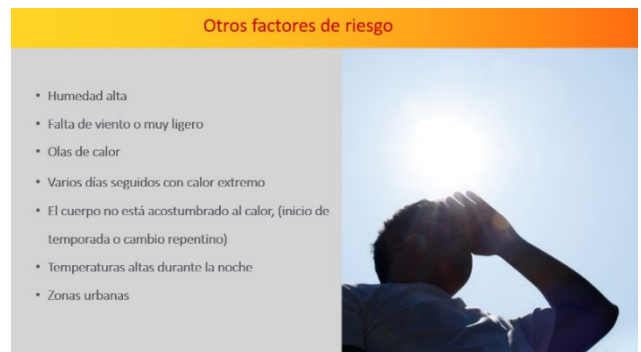 Otros factores de riesgo
• Humedad alta
• Falta de viento o muy ligero
• Olas de calor
• Varios días seguidos con calor extremo
• El cuerpo no está acostumbrado al calor, (inicio de
temporada o cambio repentino)
• Temperaturas altas durante la noche
• Zonas urbanas